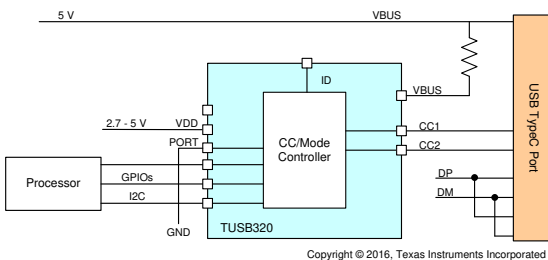 5 V
VBUS
ID
VBUS
2.7 - 5 V
VDD
PORT
CC/Mode
Controller
CC1
CC2
USB TypeC Port
Processor
GPIOs
I2C
DP
DM
GND
TUSB320
Copyright © 2016, Texas Instruments Incorporated